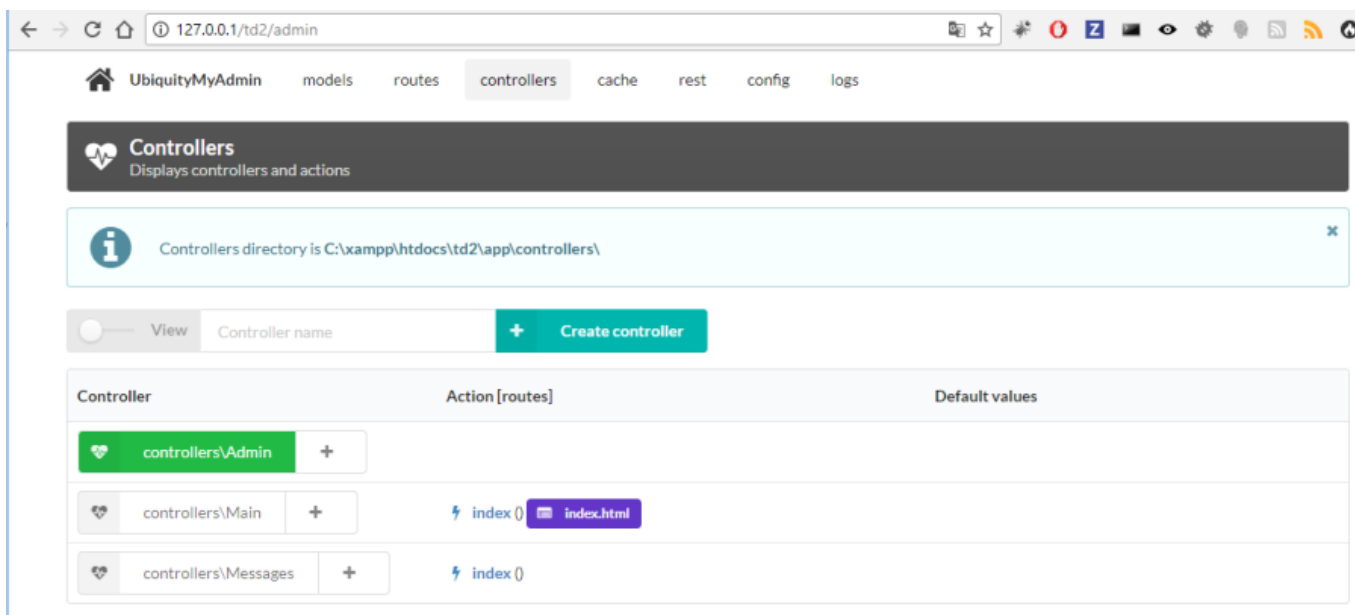 127.0.0.1/td2/admin
UbiquityMyAdmin models routes controllers cache rest config logs
Controllers
Displays controllers and actions
Controllers directory is C:\xampp\htdocs\td2\app\controllers\
View Controller name + Create controller
Controller Action [routes] Default values
controllers\Admin +
controllers\Main + index () index.html
controllers\Messages + index ()